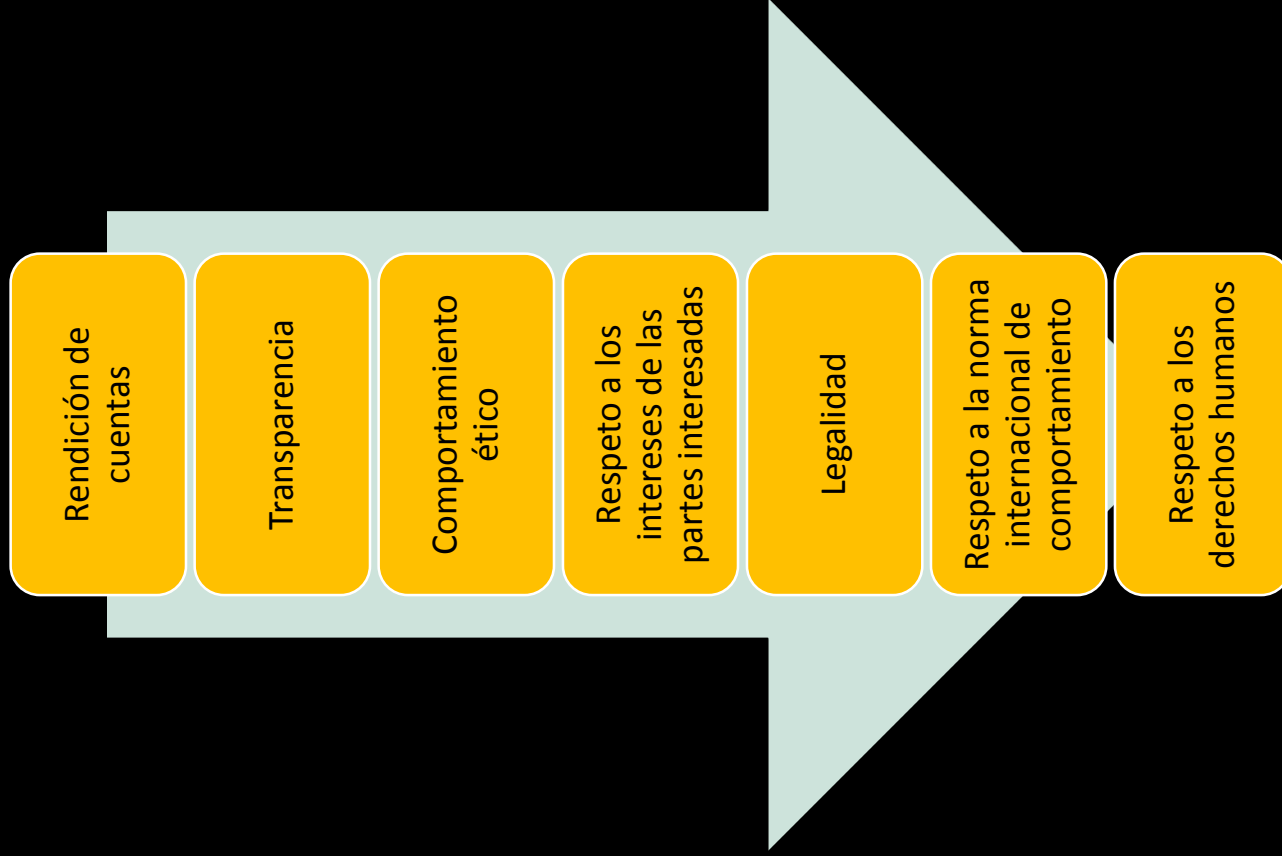 Rendición de
cuentas
Transparencia
Comportamiento
ético
Respeto a los
intereses de las
partes interesadas
Legalidad
Respeto a la norma
internacional de
comportamiento
Respeto a los
derechos humanos